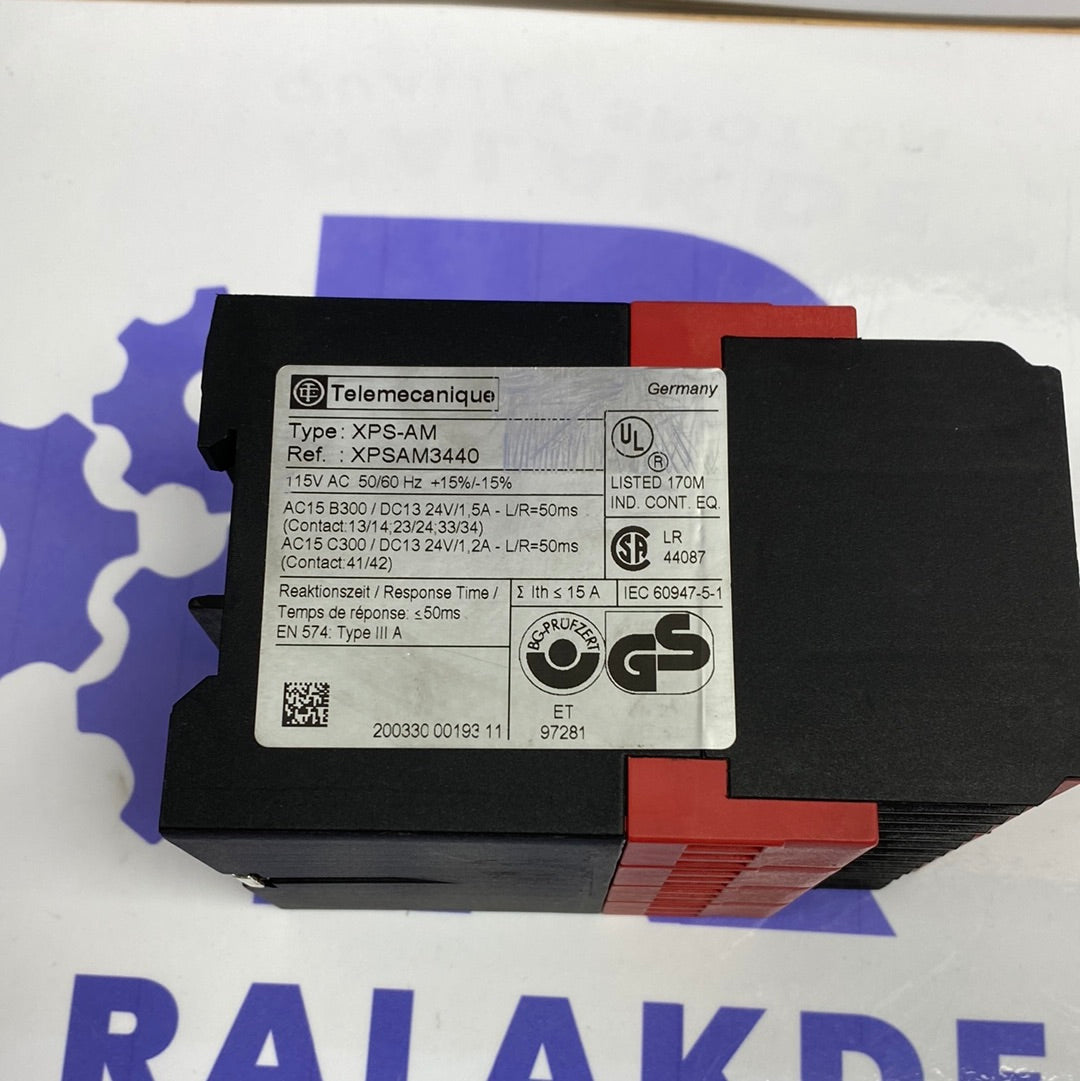 Telemecanique
Germany
Type: XPS-AM
Ref. : XPSAM3440
115V AC 50/60 Hz +15%/-15%
AC15 B300 / DC13 24V/1,5A - L/R=50ms
(Contact:13/14;23/24;33/34)
AC15 C300 / DC13 24V/1,2A - L/R=50ms
(Contact:41/42)
UL
R
LISTED 170M
IND. CONT. EQ.
SA
LR
44087
Reaktionszeit / Response Time /
Temps de réponse: ≤50ms
EN 574: Type III A
Σ Ith ≤ 15 A
IEC 60947-5-1
BG-PRÜFZERT
GS
ET
97281
200330 00193 11
RALAKDE